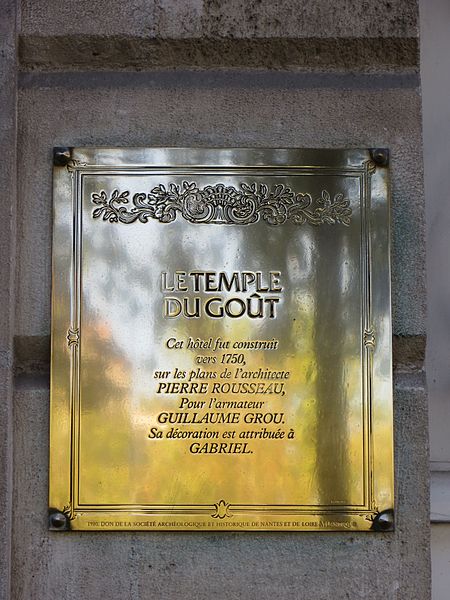 LE TEMPLE
DU GOÛT
Cet hôtel fut construit
vers 1750,
sur les plans de l'architecte
PIERRE ROUSSEAU,
Pour l'armateur
GUILLAUME GROU.
Sa décoration est attribuée à
GABRIEL.
1980. DON DE LA SOCIÉTÉ ARCHÉOLOGIQUE ET HISTORIQUE DE NANTES ET DE LOIRE